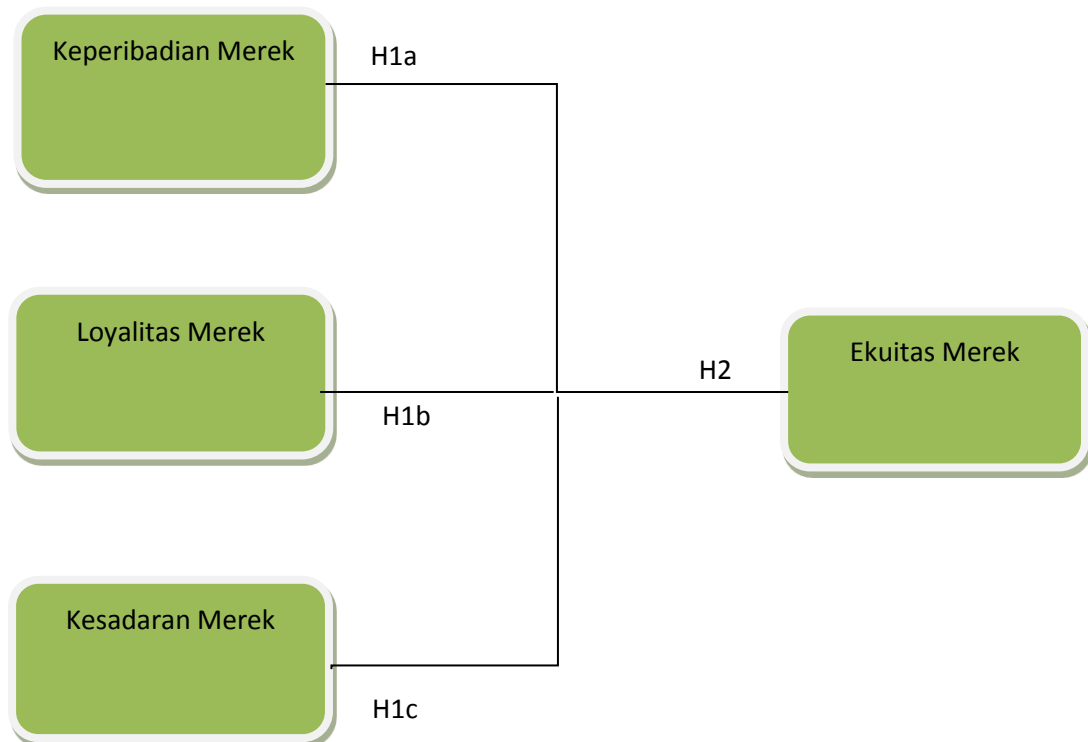 Keperibadian Merek
H1a
Loyalitas Merek
H1b
H2
Ekuitas Merek
Kesadaran Merek
H1c